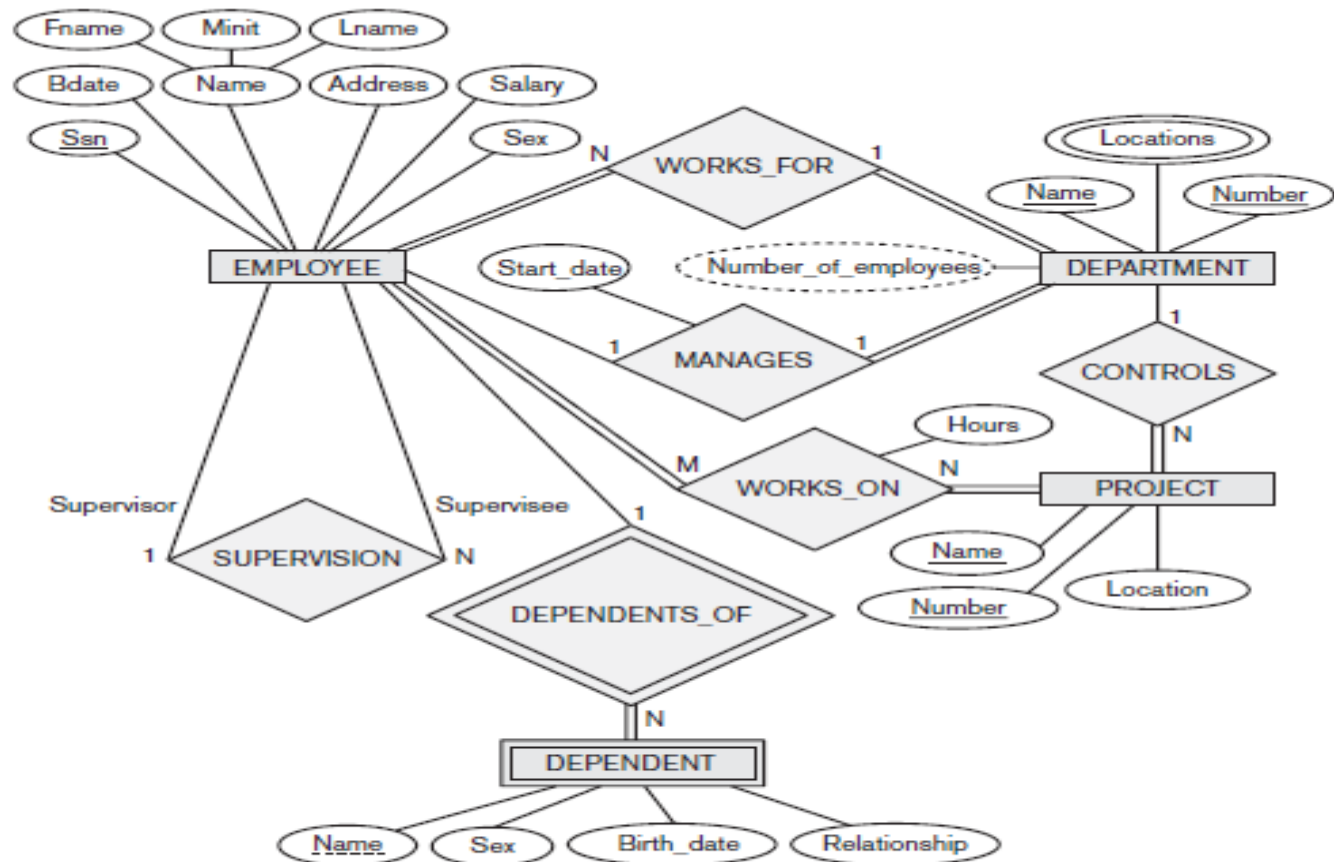 Fname Minit Lname
Bdate Name Address Salary
Ssn Sex
N WORKS_FOR 1
Locations
Name Number
EMPLOYEE Start_date Number_of_employees DEPARTMENT
1 MANAGES 1
1
CONTROLS
N
Hours
M WORKS_ON N PROJECT
Supervisor Supervisee
1 SUPERVISION N
1
Name
Location
Number
DEPENDENTS_OF
N
DEPENDENT
Name Sex Birth_date Relationship